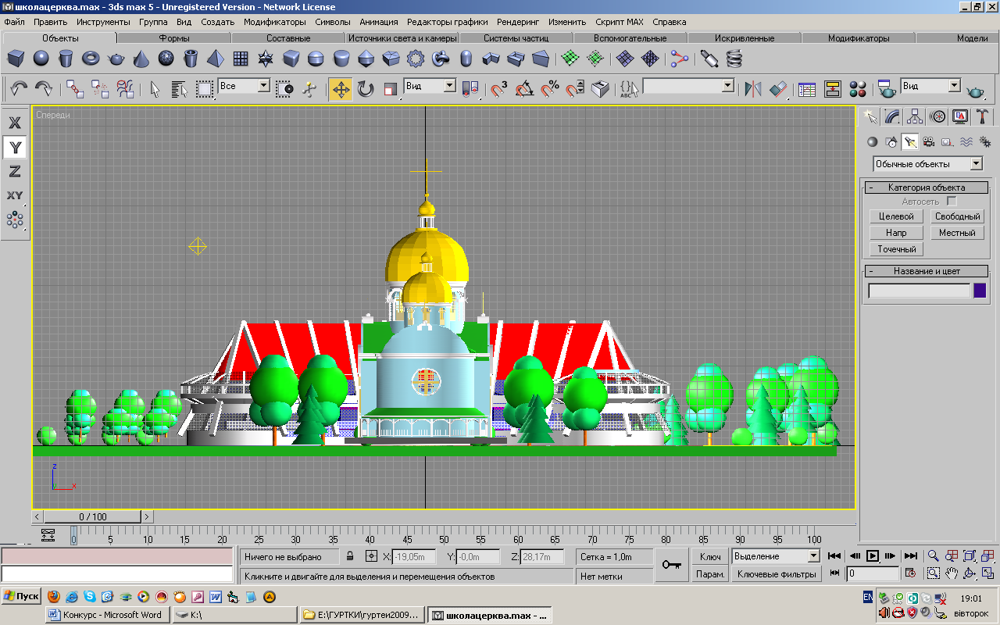 школацерква.max - 3ds max 5 - Unregistered Version - Network License
Файл Править Инструменты Группа Вид Создать Модификаторы Символы Анимация Редакторы графики Рендеринг Изменить Скрипт МАХ Справка
Объекты Формы Составные Источники света и камеры Системы частиц Вспомогательные Искривленные Модификаторы Модели
Все Вид 3 % ABC Вид
X
Y
Z
XY
Спереди
z
x
Обычные объекты
- Категория объекта
Автосеть
Целевой Свободный
Напр Местный
Точечный
- Название и цвет
< 0 / 100 >
0 5 10 15 20 25 30 35 40 45 50 55 60 65 70 75 80 85 90 95 100
Ничего не выбрано X: -19,05m Y: -0,0m Z: 28,17m Сетка = 1,0m Ключ Выделение
Кликните и двигайте для выделения и перемещения объектов Нет метки Парам. Ключевые фильтры 0
Пуск EN 19:01
Конкурс - Microsoft Word K:\ E:\ГУРТКИ\гуртеи2009... школацерква.max - ... вівторок